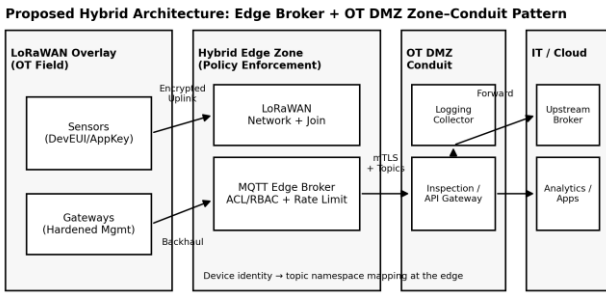 Proposed Hybrid Architecture: Edge Broker + OT DMZ Zone–Conduit Pattern
LoRaWAN Overlay
(OT Field)
Sensors
(DevEUI/AppKey)
Gateways
(Hardened Mgmt)
Encrypted
Uplink
Backhaul
Hybrid Edge Zone
(Policy Enforcement)
LoRaWAN
Network + Join
MQTT Edge Broker
ACL/RBAC + Rate Limit
mTLS
+ Topics
Device identity → topic namespace mapping at the edge
OT DMZ
Conduit
Logging
Collector
Inspection /
API Gateway
Forward
IT / Cloud
Upstream
Broker
Analytics /
Apps